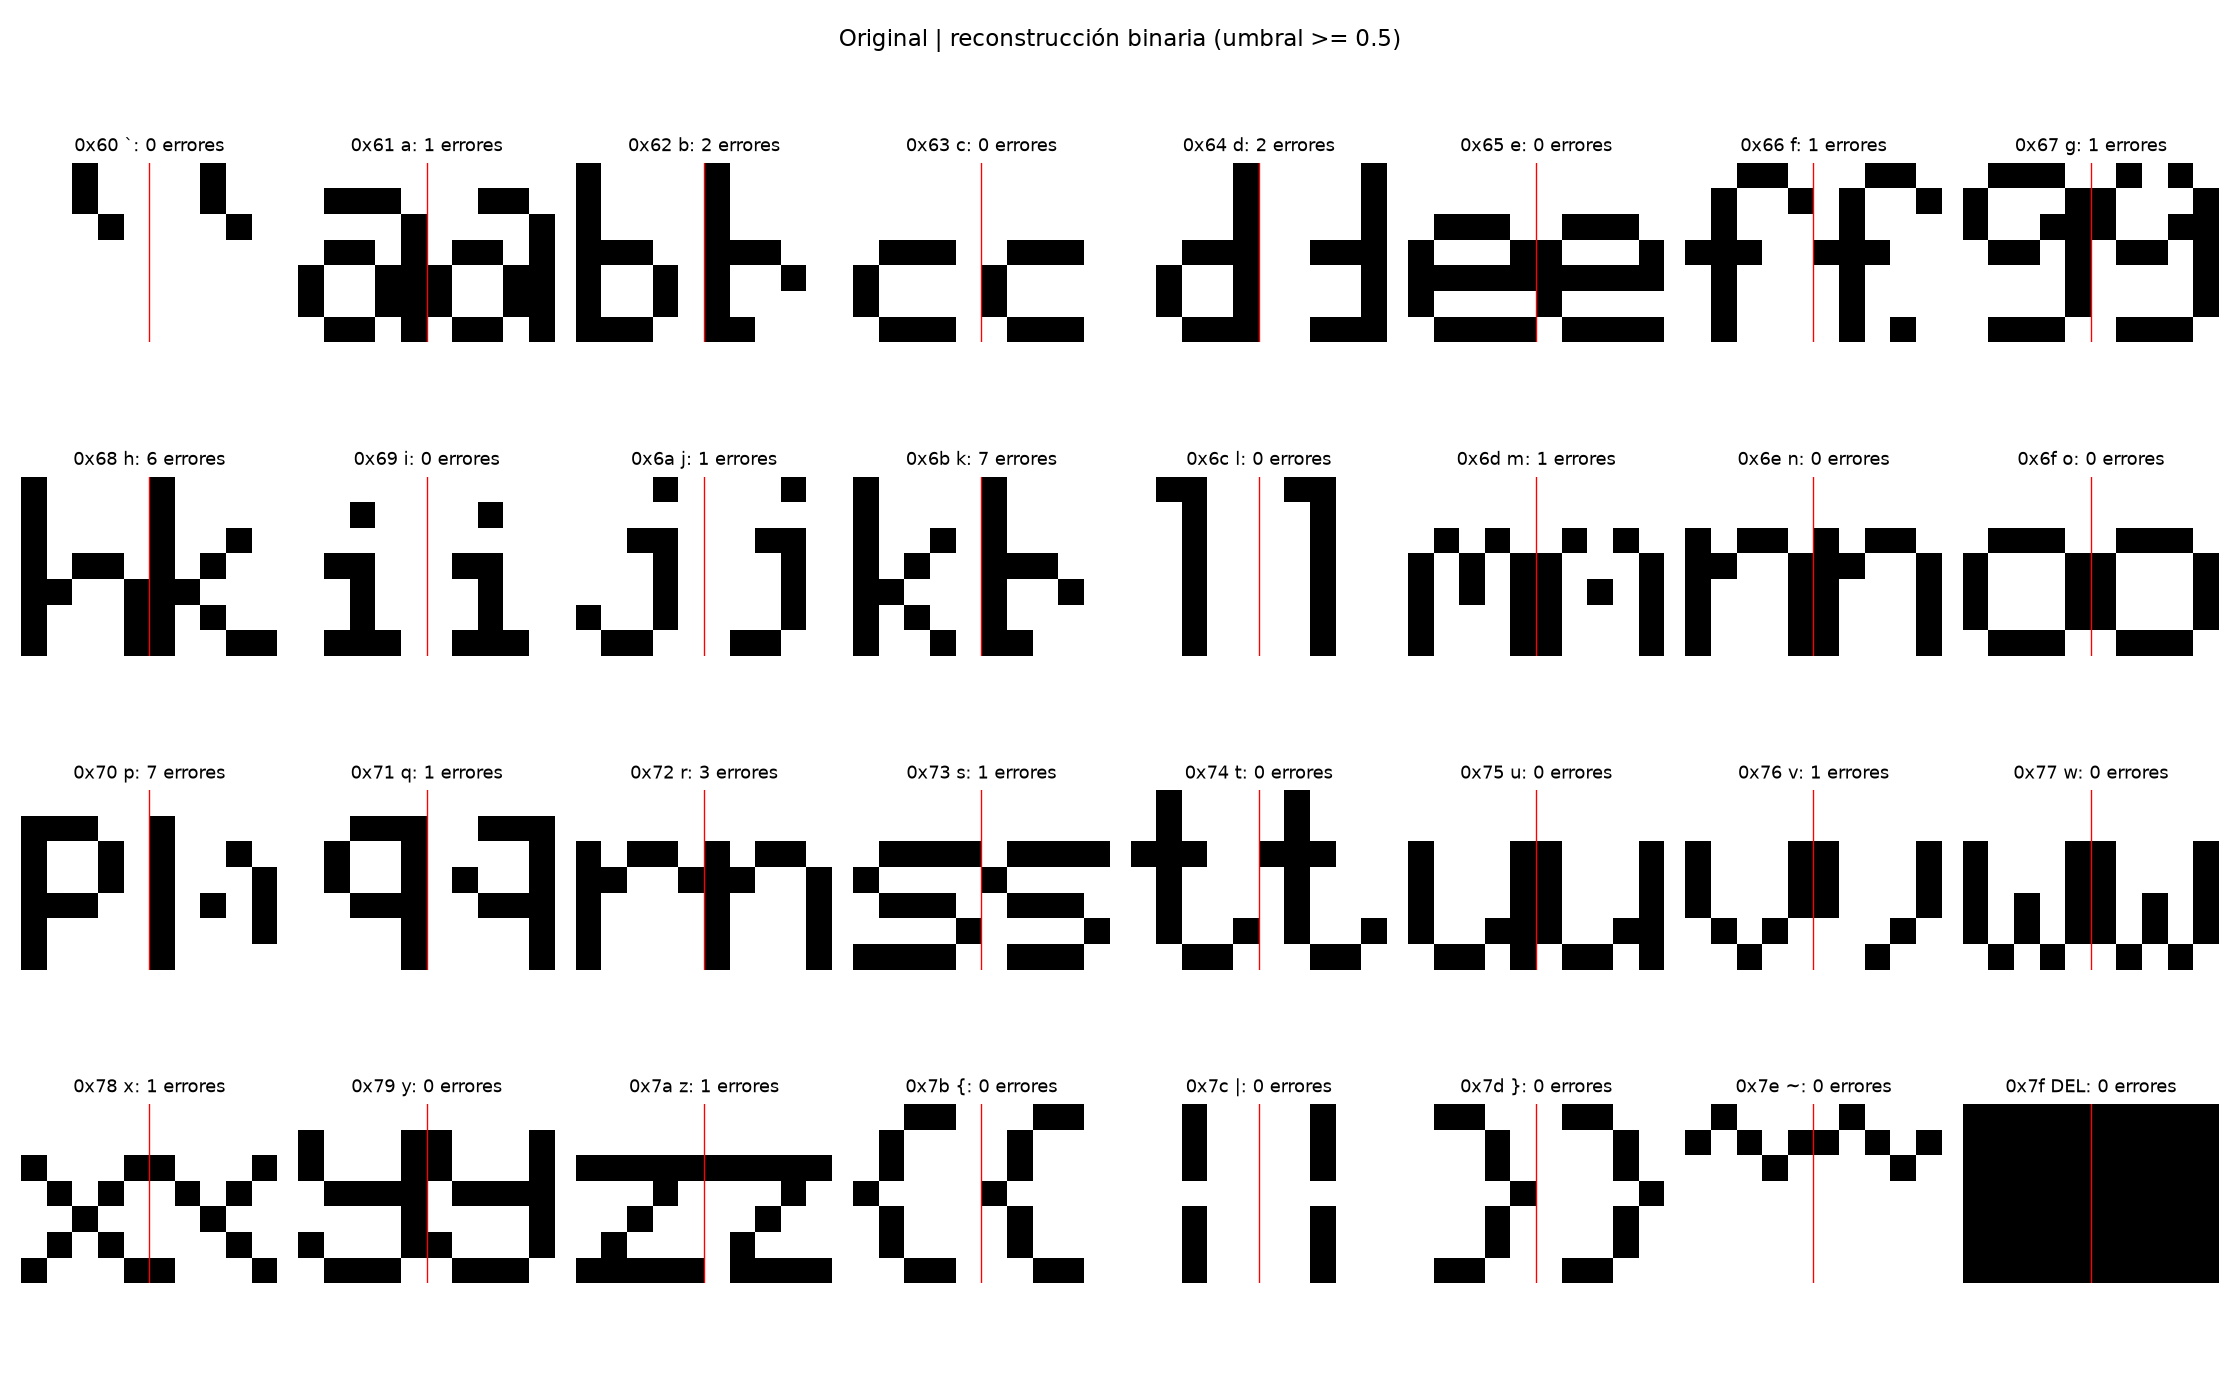 Original | reconstrucción binaria (umbral >= 0.5)
0x60 `: 0 errores 0x61 a: 1 errores 0x62 b: 2 errores 0x63 c: 0 errores 0x64 d: 2 errores 0x65 e: 0 errores 0x66 f: 1 errores 0x67 g: 1 errores
0x68 h: 6 errores 0x69 i: 0 errores 0x6a j: 1 errores 0x6b k: 7 errores 0x6c l: 0 errores 0x6d m: 1 errores 0x6e n: 0 errores 0x6f o: 0 errores
0x70 p: 7 errores 0x71 q: 1 errores 0x72 r: 3 errores 0x73 s: 1 errores 0x74 t: 0 errores 0x75 u: 0 errores 0x76 v: 1 errores 0x77 w: 0 errores
0x78 x: 1 errores 0x79 y: 0 errores 0x7a z: 1 errores 0x7b {: 0 errores 0x7c |: 0 errores 0x7d }: 0 errores 0x7e ~: 0 errores 0x7f DEL: 0 errores